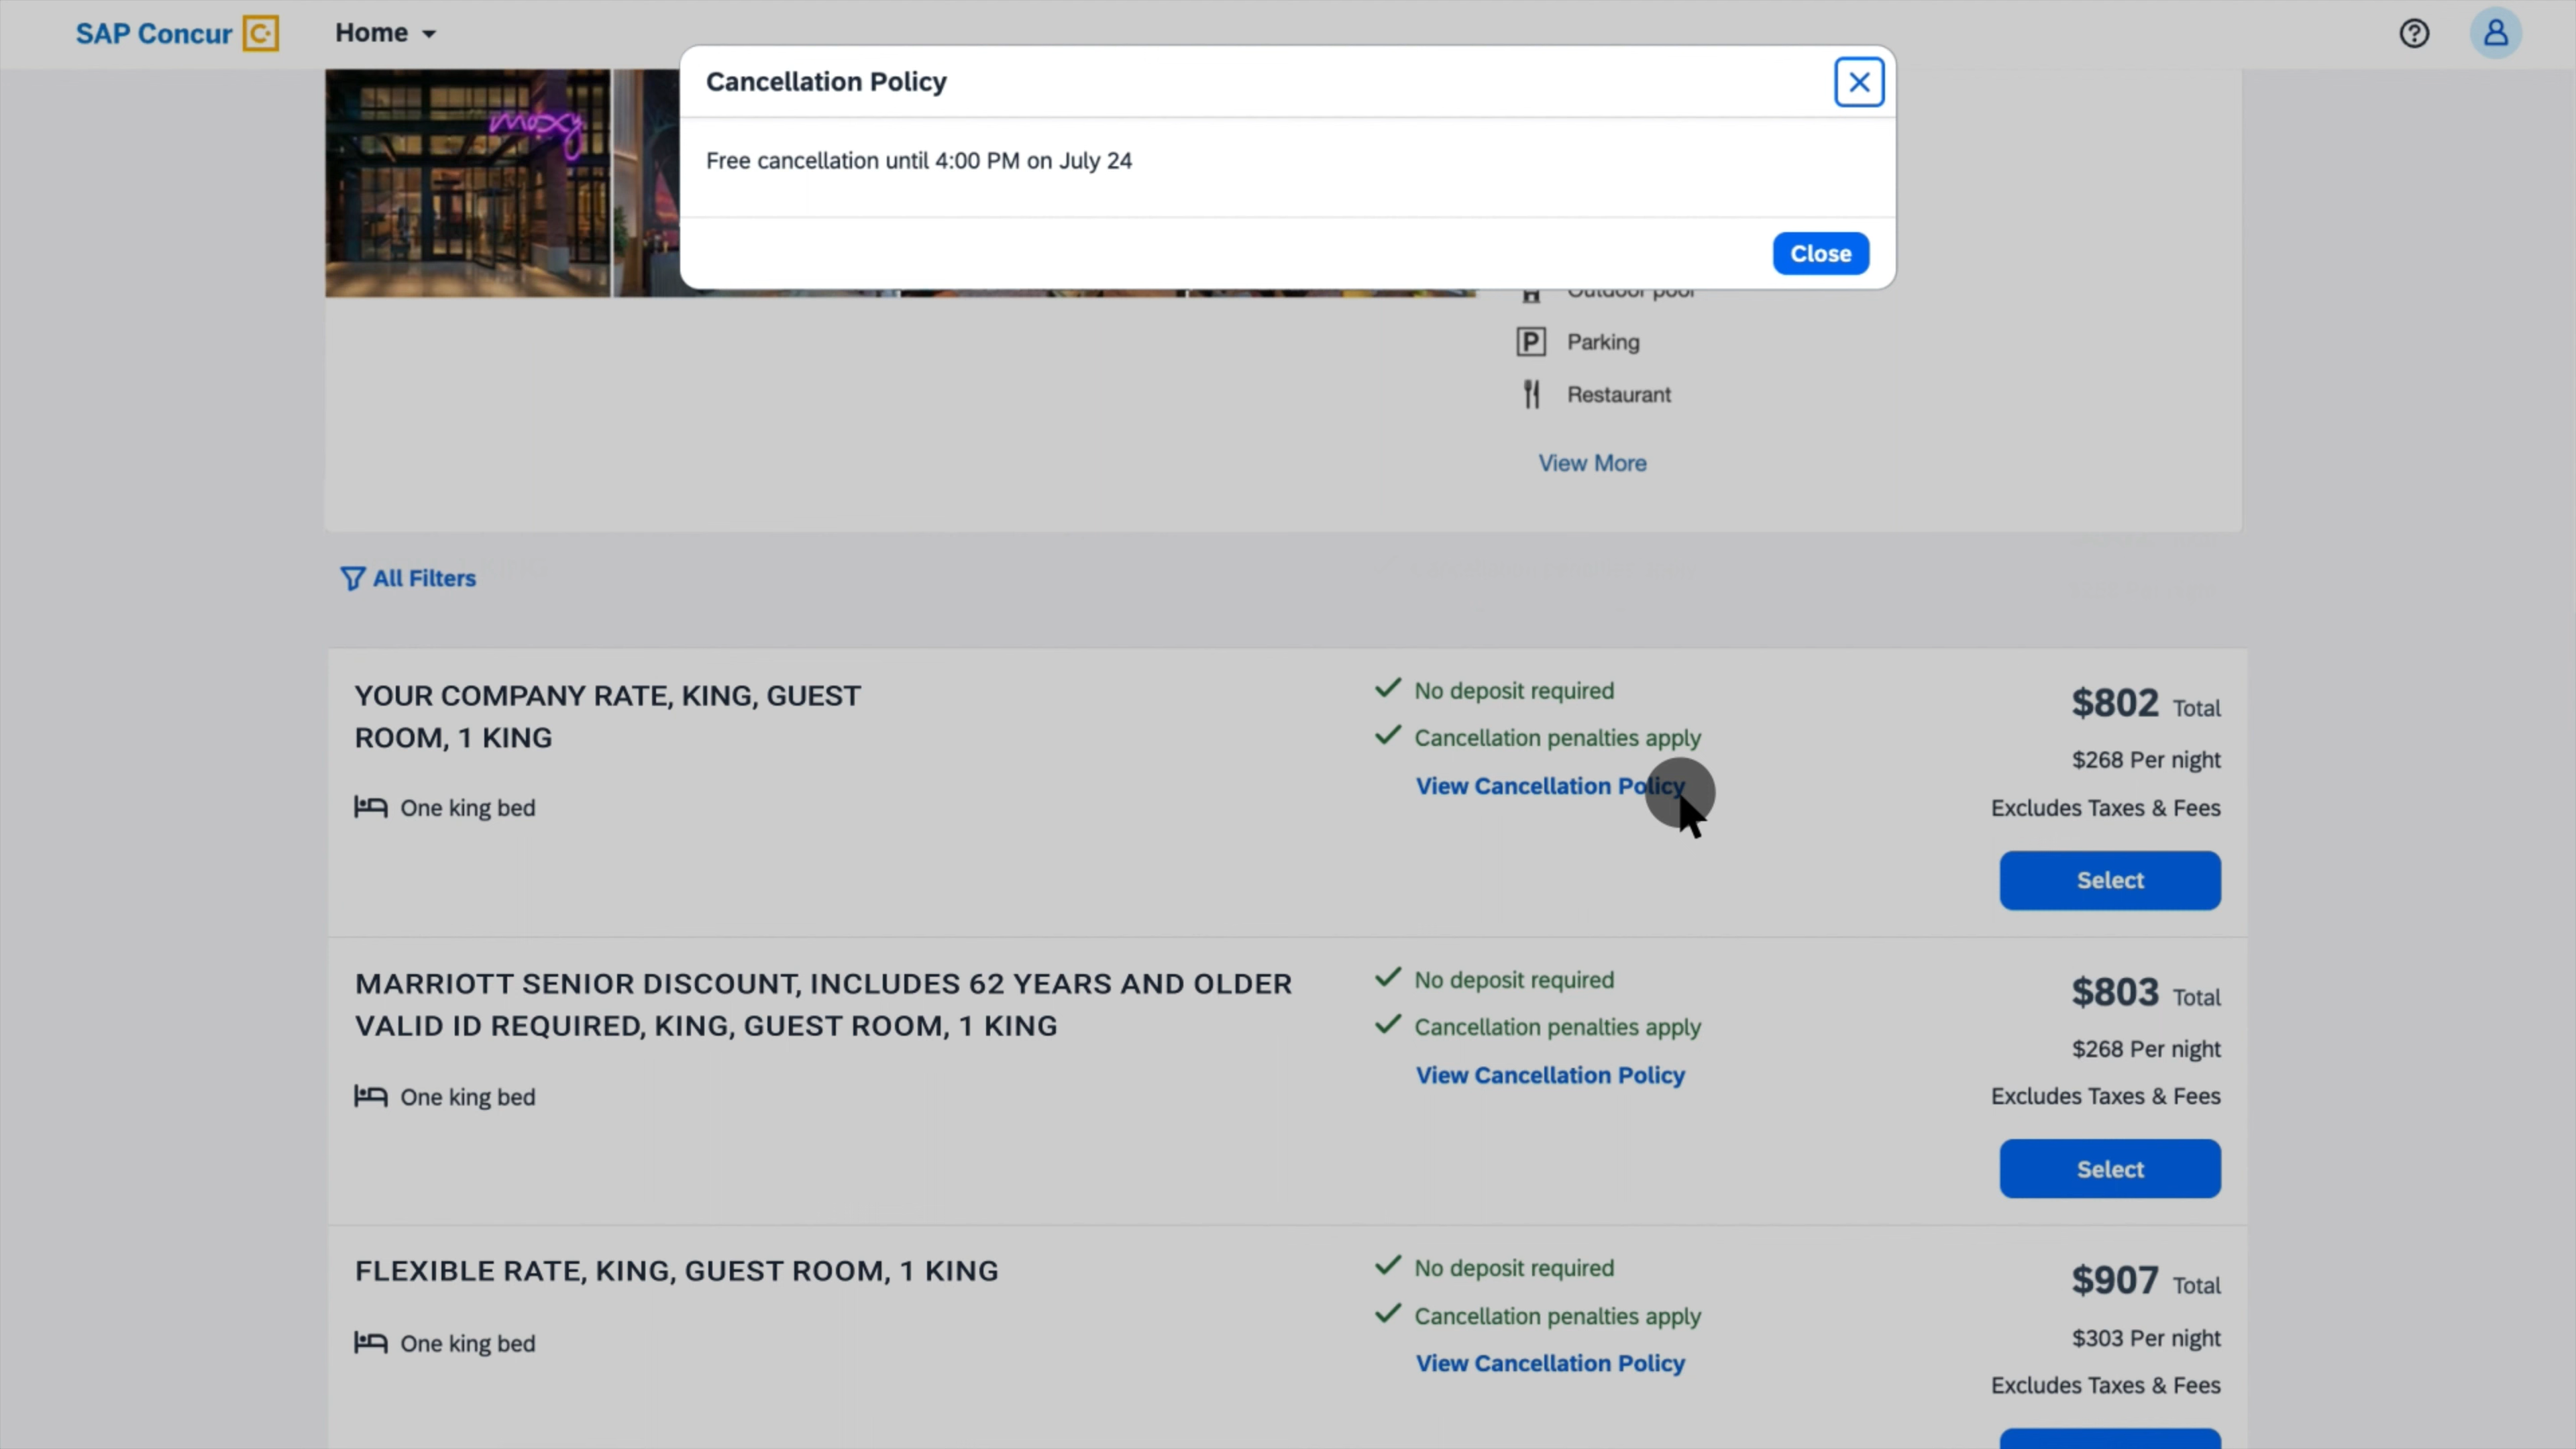 SAP Concur C
Home
moxy
Cancellation Policy
Free cancellation until 4:00 PM on July 24
Close
Outdoor pool
P Parking
Restaurant
View More
All Filters
YOUR COMPANY RATE, KING, GUEST
ROOM, 1 KING
One king bed
No deposit required
Cancellation penalties apply
View Cancellation Policy
$802 Total
$268 Per night
Excludes Taxes & Fees
Select
MARRIOTT SENIOR DISCOUNT, INCLUDES 62 YEARS AND OLDER
VALID ID REQUIRED, KING, GUEST ROOM, 1 KING
One king bed
No deposit required
Cancellation penalties apply
View Cancellation Policy
$803 Total
$268 Per night
Excludes Taxes & Fees
Select
FLEXIBLE RATE, KING, GUEST ROOM, 1 KING
One king bed
No deposit required
Cancellation penalties apply
View Cancellation Policy
$907 Total
$303 Per night
Excludes Taxes & Fees